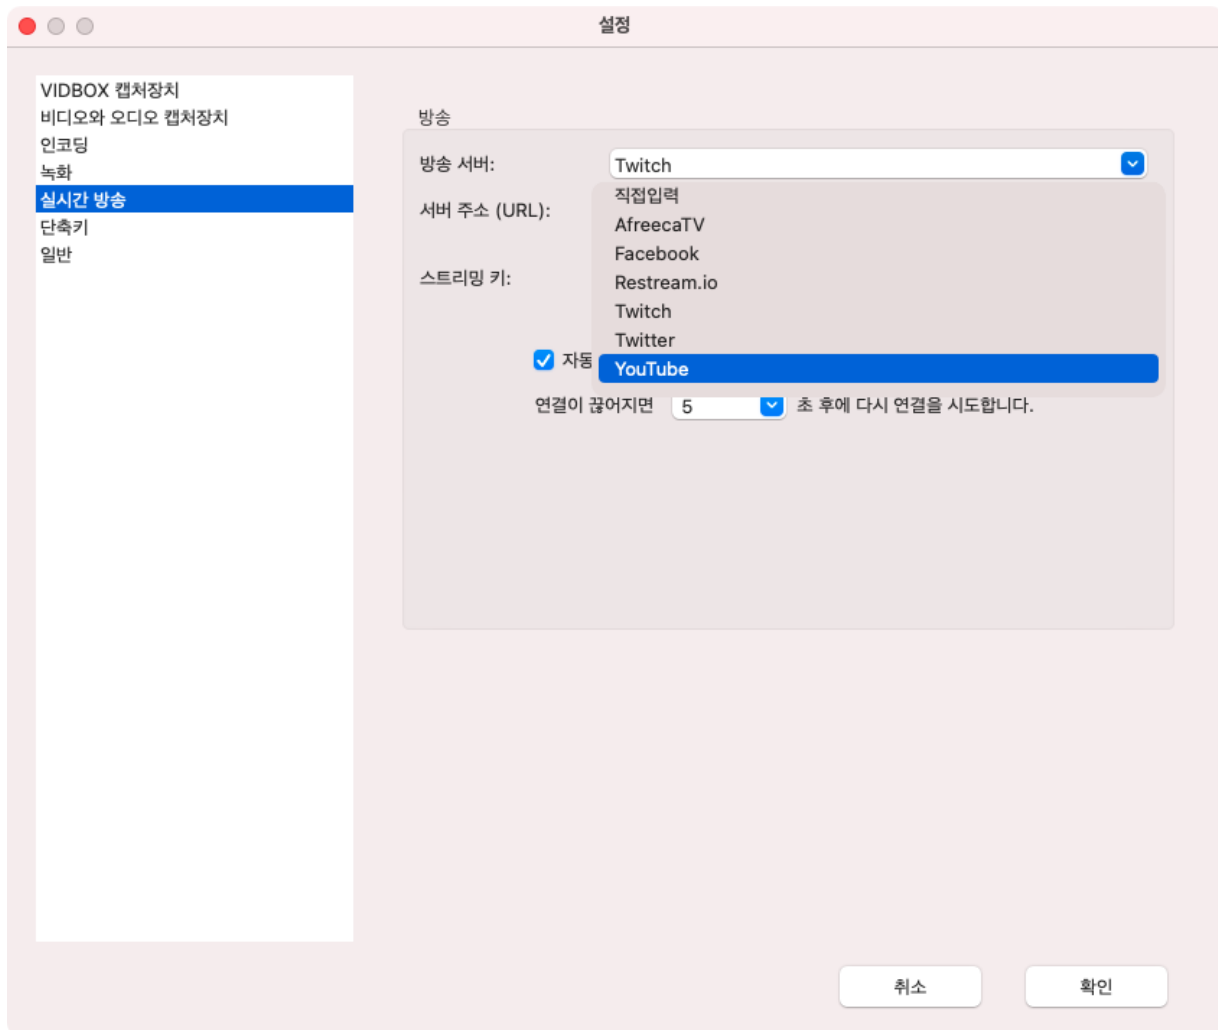 설정
VIDBOX 캡처장치
비디오와 오디오 캡처장치
인코딩
녹화
실시간 방송
단축키
일반
방송
방송 서버:
Twitch
직접입력
서버 주소 (URL):
AfreecaTV
Facebook
스트리밍 키:
Restream.io
Twitch
Twitter
자동
YouTube
연결이 끊어지면 5 초 후에 다시 연결을 시도합니다.
취소
확인